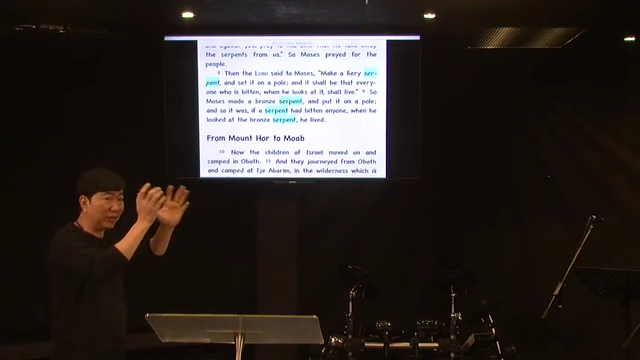 the serpents from us." So Moses prayed for the
people.
8 Then the LORD said to Moses, "Make a fiery ser-
pent, and set it on a pole; and it shall be that every-
one who is bitten, when he looks at it, shall live." 9 So
Moses made a bronze serpent, and put it on a pole;
and so it was, if a serpent had bitten anyone, when he
looked at the bronze serpent, he lived.
From Mount Hor to Moab
10 Now the children of Israel moved on and
camped in Oboth. 11 And they journeyed from Oboth
and camped at Ije Abarim, in the wilderness which is